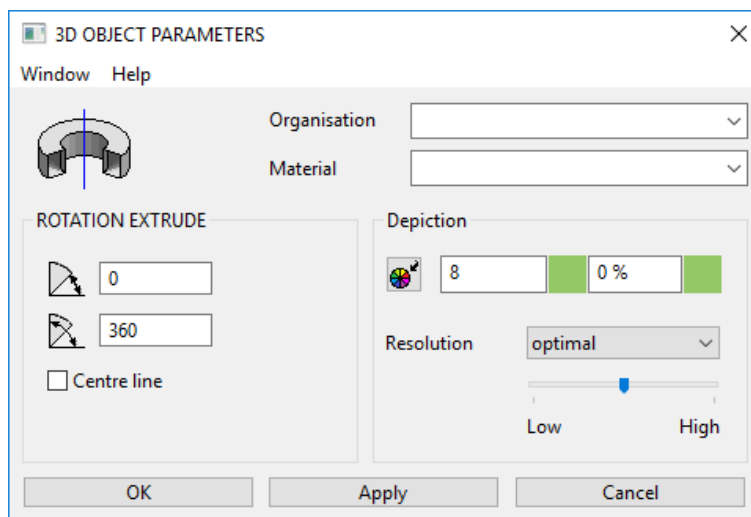 3D OBJECT PARAMETERS
Window Help
Organisation
Material
ROTATION EXTRUDE
0
360
Centre line
Depiction
8 0 %
Resolution optimal
Low High
OK Apply Cancel